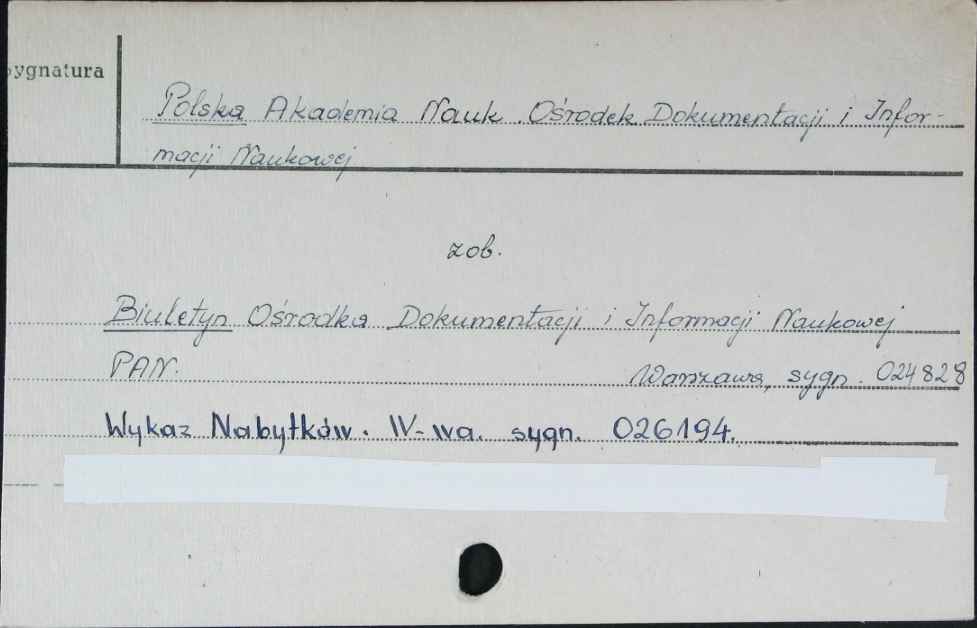 Sygnatura
Polska Akademia Nauk. Ośrodek Dokumentacji i Infor-
macji Naukowej
zob.
Biuletyn Ośrodka Dokumentacji i Informacji Naukowej
PAN. Warszawa, sygn. 024828
Wykaz Nabytków. W-wa. sygn. 026194.